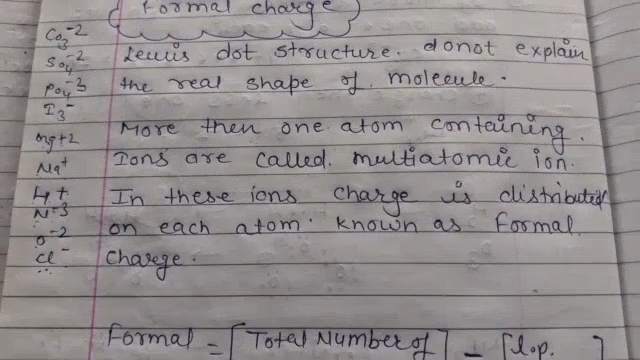 Formal charge
Co3-2
So4-2
Po4-3
I3-
mg+2
Na+
H+
N-3
o-2
cl-
Lewis dot structure. donot explain
the real shape of molecule.
More then one atom containing.
Ions are called. multiatomic ion.
In these ions charge is distributed
on each atom. known as formal.
charge.
Formal = [Total Number of] - [l.o.p. ]